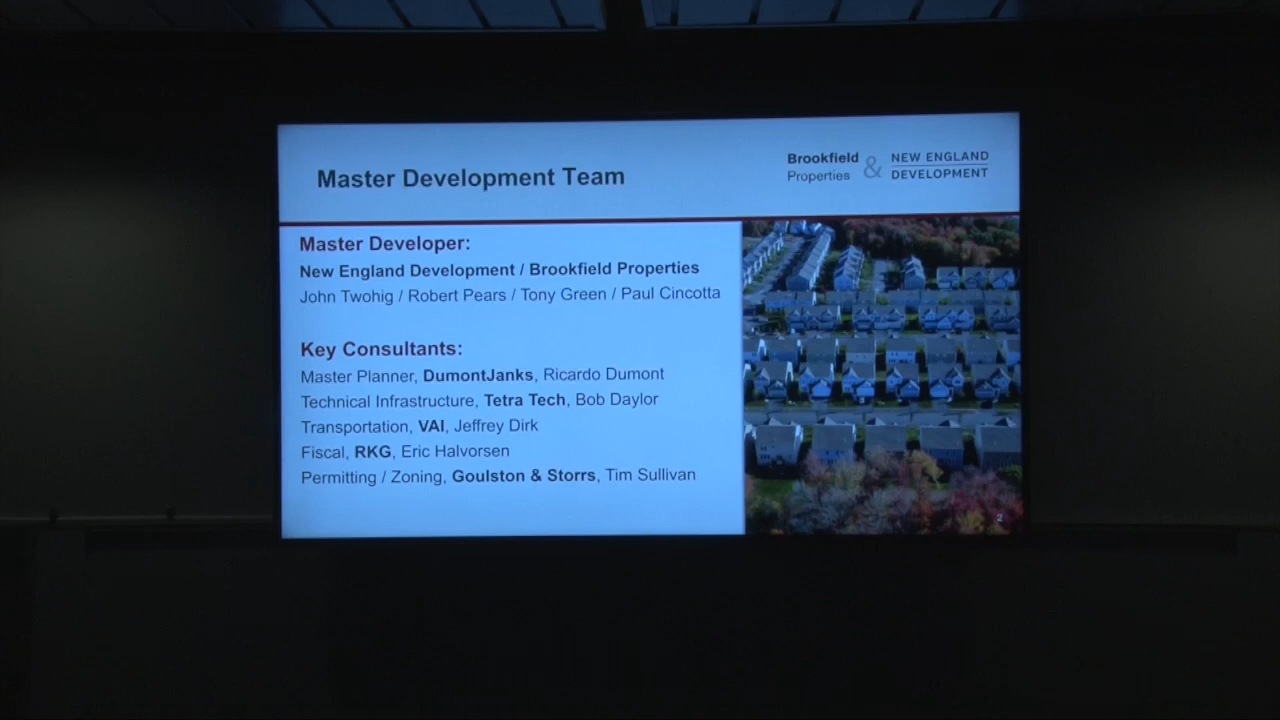 Master Development Team
Brookfield
Properties
&
NEW ENGLAND
DEVELOPMENT
Master Developer:
New England Development / Brookfield Properties
John Twohig / Robert Pears / Tony Green / Paul Cincotta
Key Consultants:
Master Planner, DumontJanks, Ricardo Dumont
Technical Infrastructure, Tetra Tech, Bob Daylor
Transportation, VAI, Jeffrey Dirk
Fiscal, RKG, Eric Halvorsen
Permitting / Zoning, Goulston & Storrs, Tim Sullivan
2